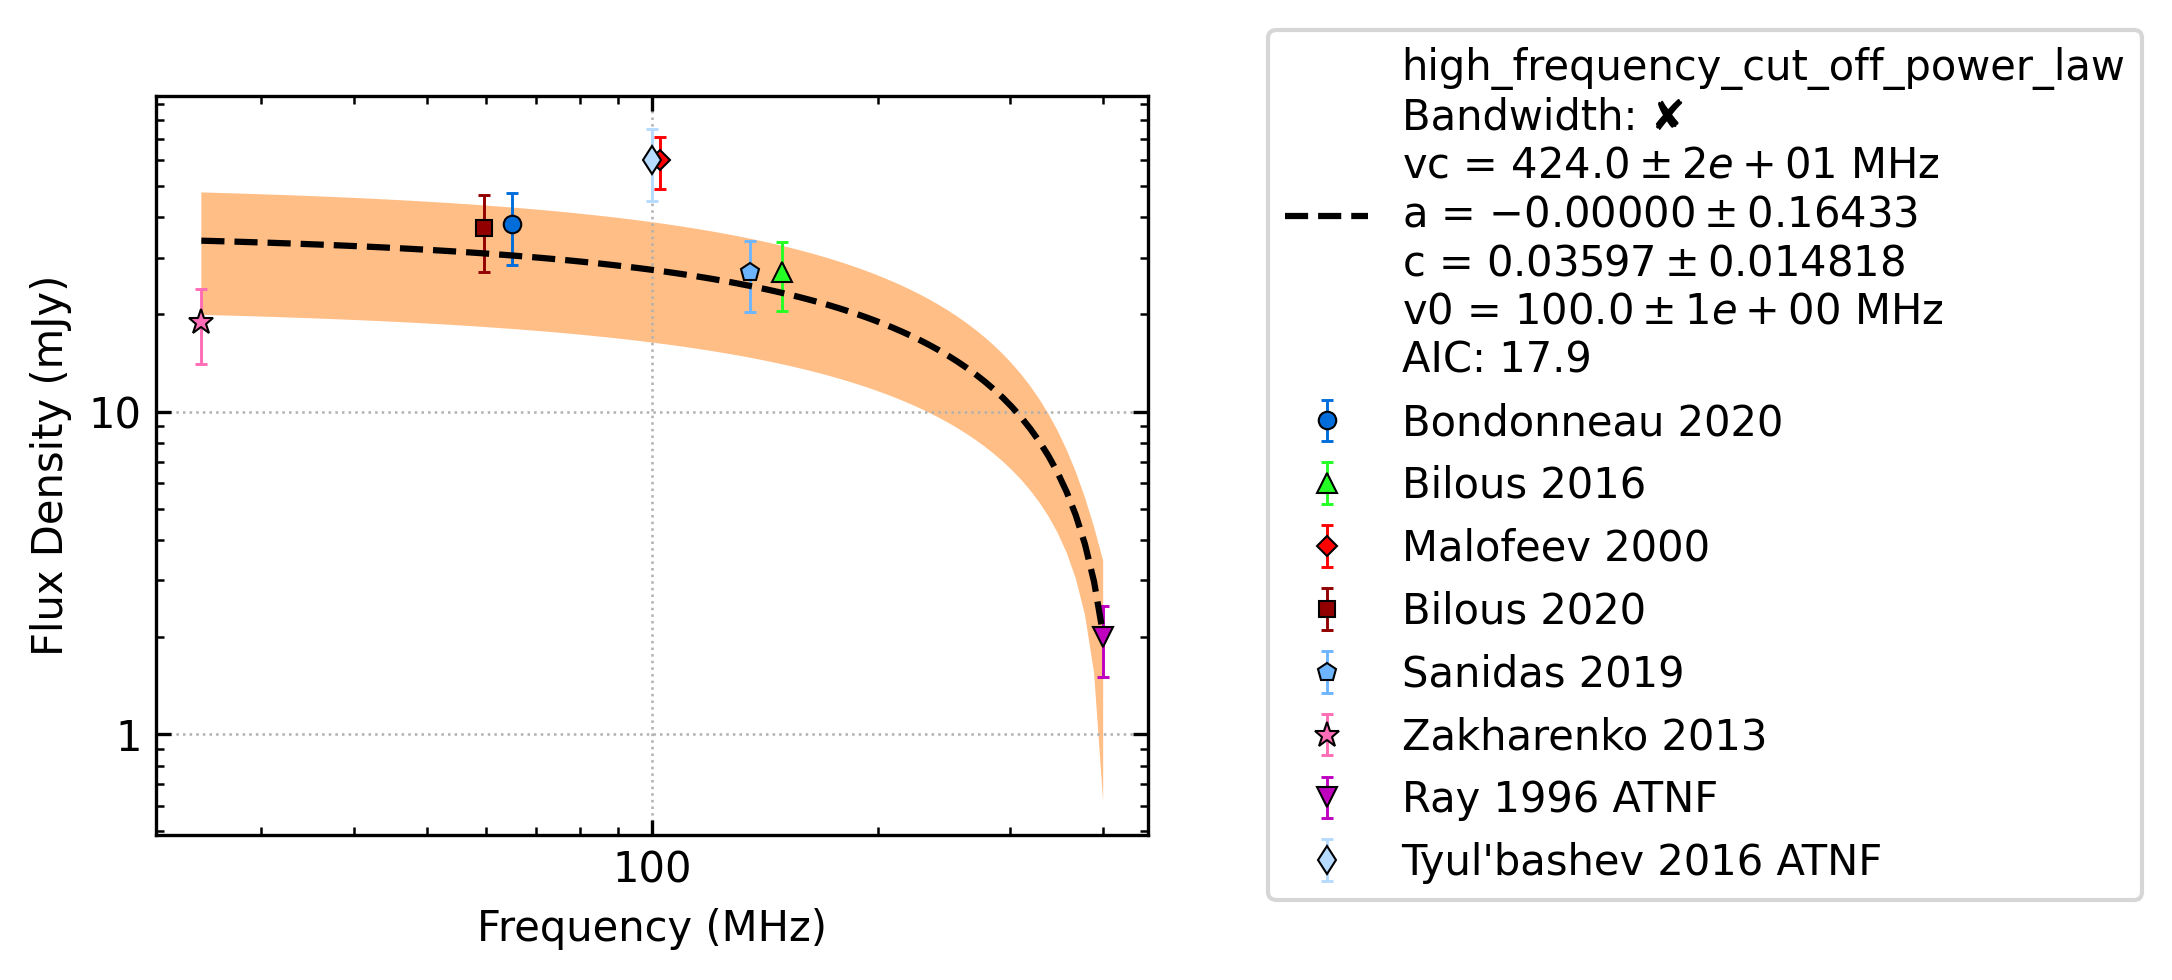 Flux Density (mJy)
10
1
100
Frequency (MHz)
high_frequency_cut_off_power_law
Bandwidth: ✘
vc = 424.0 ± 2e + 01 MHz
a = −0.00000 ± 0.16433
c = 0.03597 ± 0.014818
v0 = 100.0 ± 1e + 00 MHz
AIC: 17.9
Bondonneau 2020
Bilous 2016
Malofeev 2000
Bilous 2020
Sanidas 2019
Zakharenko 2013
Ray 1996 ATNF
Tyul'bashev 2016 ATNF